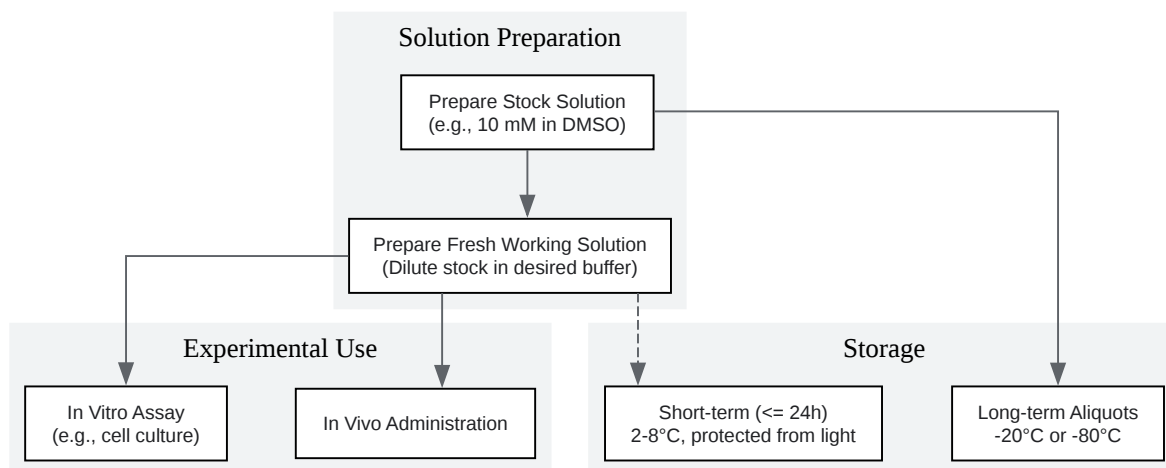 Solution Preparation
Prepare Stock Solution
(e.g., 10 mM in DMSO)
Prepare Fresh Working Solution
(Dilute stock in desired buffer)
Experimental Use
In Vitro Assay
(e.g., cell culture)
In Vivo Administration
Storage
Short-term (<= 24h)
2-8°C, protected from light
Long-term Aliquots
-20°C or -80°C